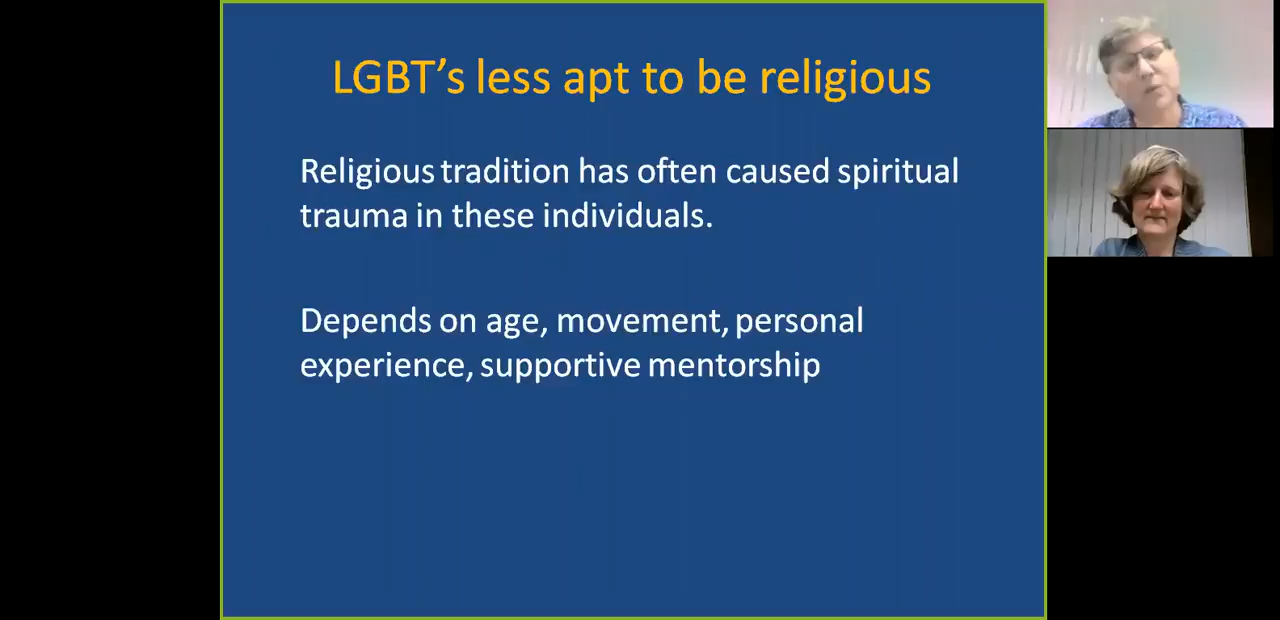 LGBT’s less apt to be religious
Religious tradition has often caused spiritual
trauma in these individuals.
Depends on age, movement, personal
experience, supportive mentorship